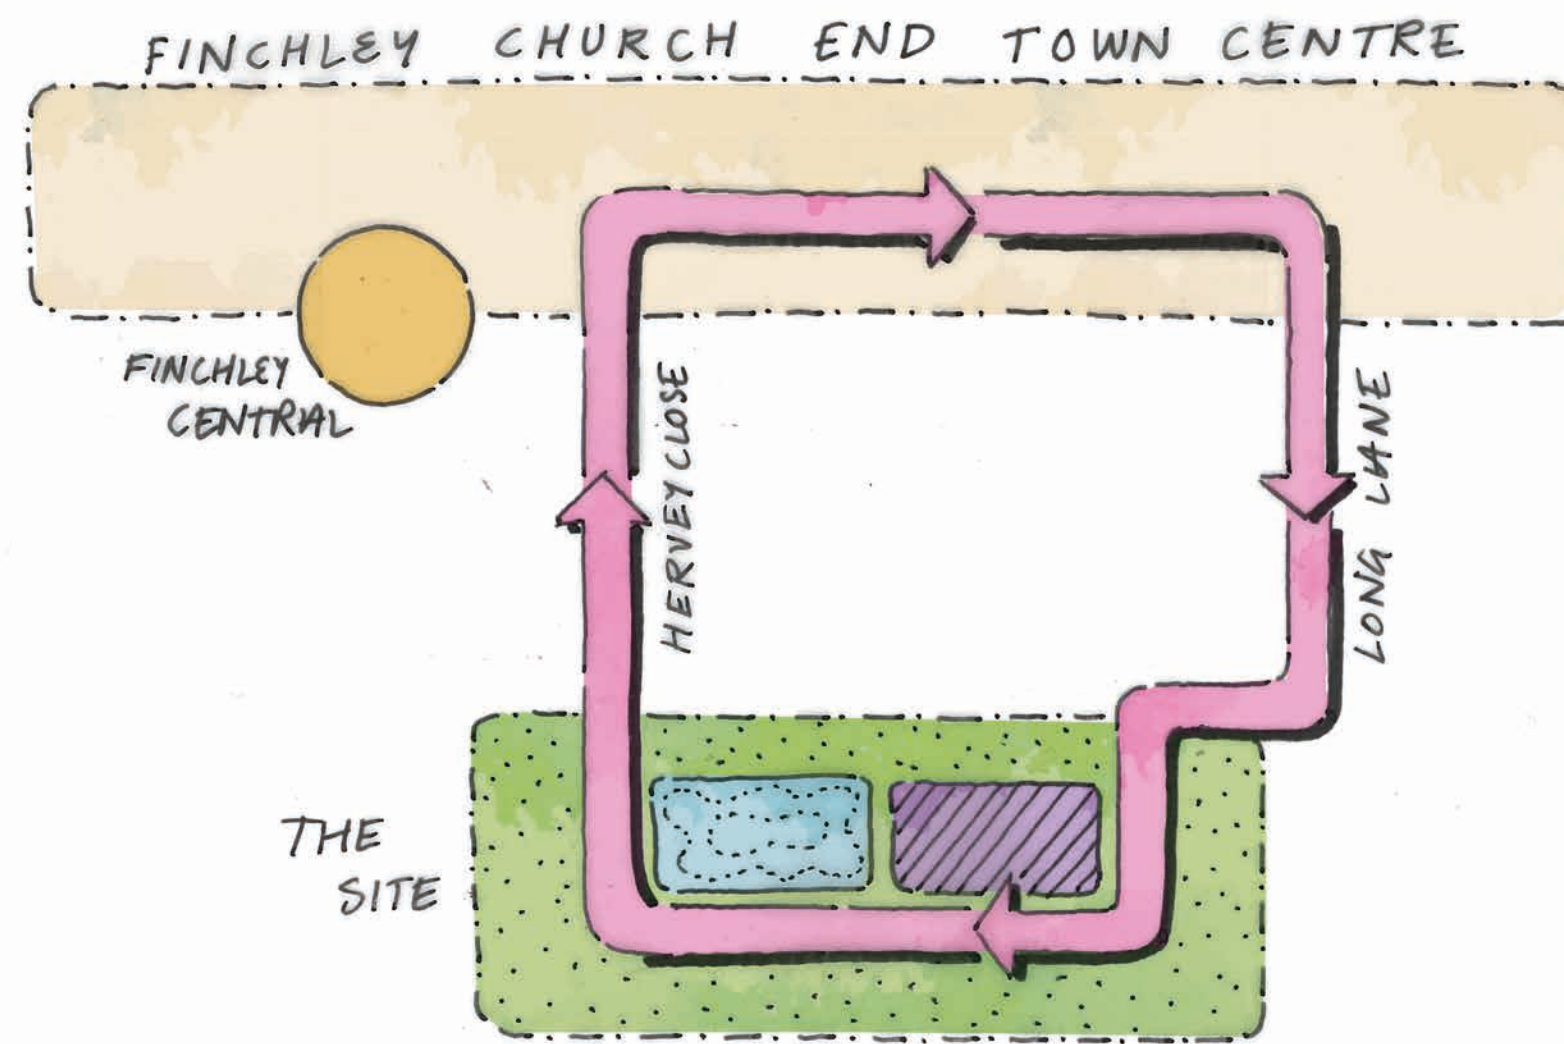 FINCHLEY CHURCH END TOWN CENTRE
FINCHLEY
CENTRAL
HERVEY CLOSE
LONG LANE
THE
SITE